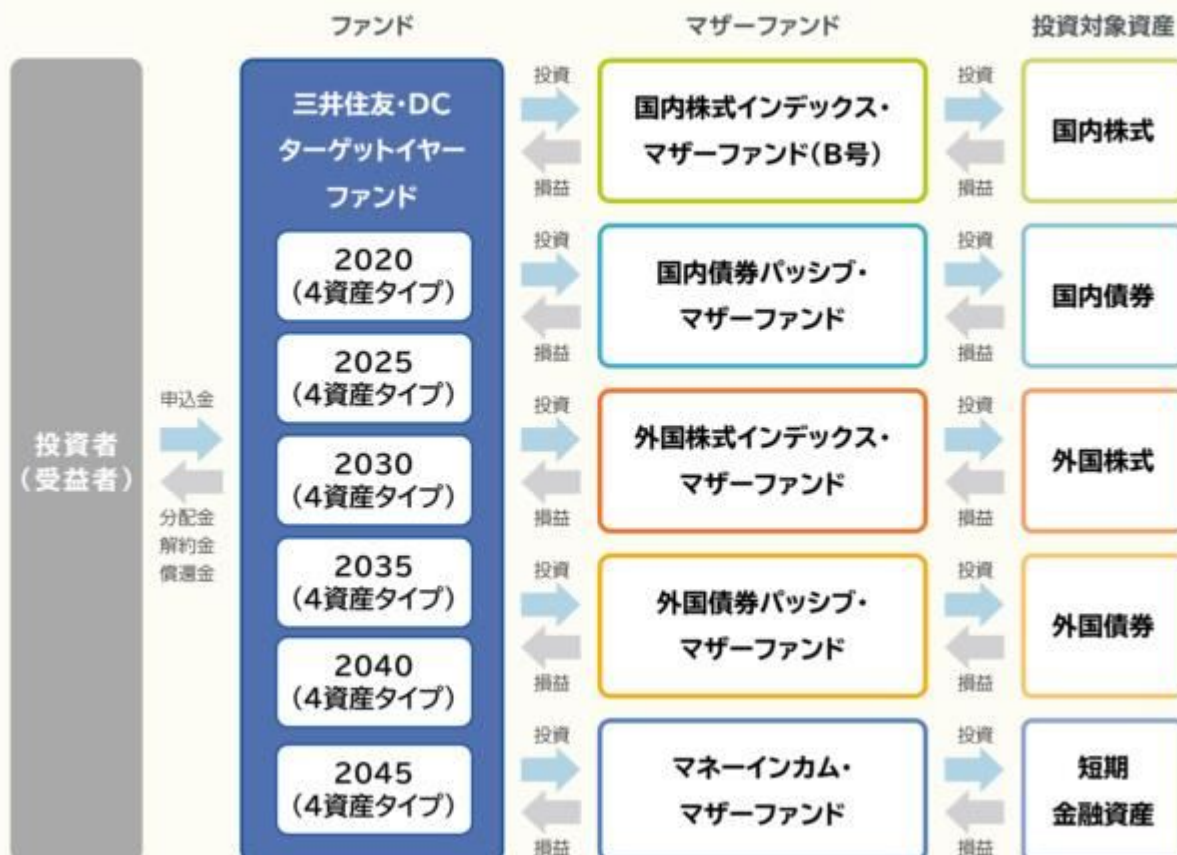 ファンド
マザーファンド
投資対象資産
投資者
（受益者）
申込金
分配金
解約金
償還金
三井住友・DC
ターゲットイヤー
ファンド
2020
（4資産タイプ）
2025
（4資産タイプ）
2030
（4資産タイプ）
2035
（4資産タイプ）
2040
（4資産タイプ）
2045
（4資産タイプ）
投資
損益
国内株式インデックス・
マザーファンド（B号）
投資
損益
国内株式
投資
損益
国内債券パッシブ・
マザーファンド
投資
損益
国内債券
投資
損益
外国株式インデックス・
マザーファンド
投資
損益
外国株式
投資
損益
外国債券パッシブ・
マザーファンド
投資
損益
外国債券
投資
損益
マネーインカム・
マザーファンド
投資
損益
短期
金融資産